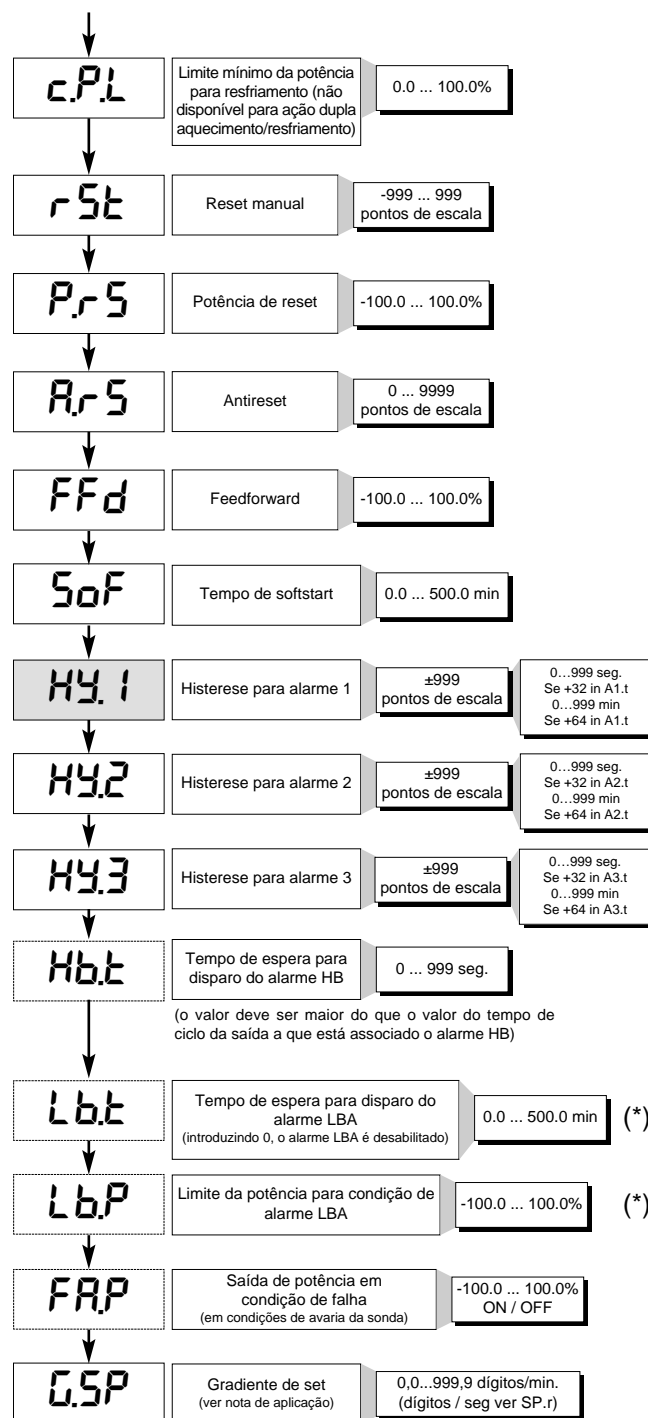 c.P.L
Limite mínimo da potência
para resfriamento (não
disponível para ação dupla
aquecimento/resfriamento)
0.0 ... 100.0%
rSt
Reset manual
-999 ... 999
pontos de escala
P.rS
Potência de reset
-100.0 ... 100.0%
A.rS
Antireset
0 ... 9999
pontos de escala
FFd
Feedforward
-100.0 ... 100.0%
SoF
Tempo de softstart
0.0 ... 500.0 min
HY.1
Histerese para alarme 1
±999
pontos de escala
0…999 seg.
Se +32 in A1.t
0…999 min
Se +64 in A1.t
HY.2
Histerese para alarme 2
±999
pontos de escala
0…999 seg.
Se +32 in A2.t
0…999 min
Se +64 in A2.t
HY.3
Histerese para alarme 3
±999
pontos de escala
0…999 seg.
Se +32 in A3.t
0…999 min
Se +64 in A3.t
Hb.t
Tempo de espera para
disparo do alarme HB
0 ... 999 seg.
(o valor deve ser maior do que o valor do tempo de
ciclo da saída a que está associado o alarme HB)
Lb.t
Tempo de espera para disparo do
alarme LBA
(introduzindo 0, o alarme LBA é desabilitado)
0.0 ... 500.0 min
(*)
Lb.P
Limite da potência para condição de
alarme LBA
-100.0 ... 100.0%
(*)
FA.P
Saída de potência em
condição de falha
(em condições de avaria da sonda)
-100.0 ... 100.0%
ON / OFF
G.SP
Gradiente de set
(ver nota de aplicação)
0,0...999,9 dígitos/min.
(dígitos / seg ver SP.r)